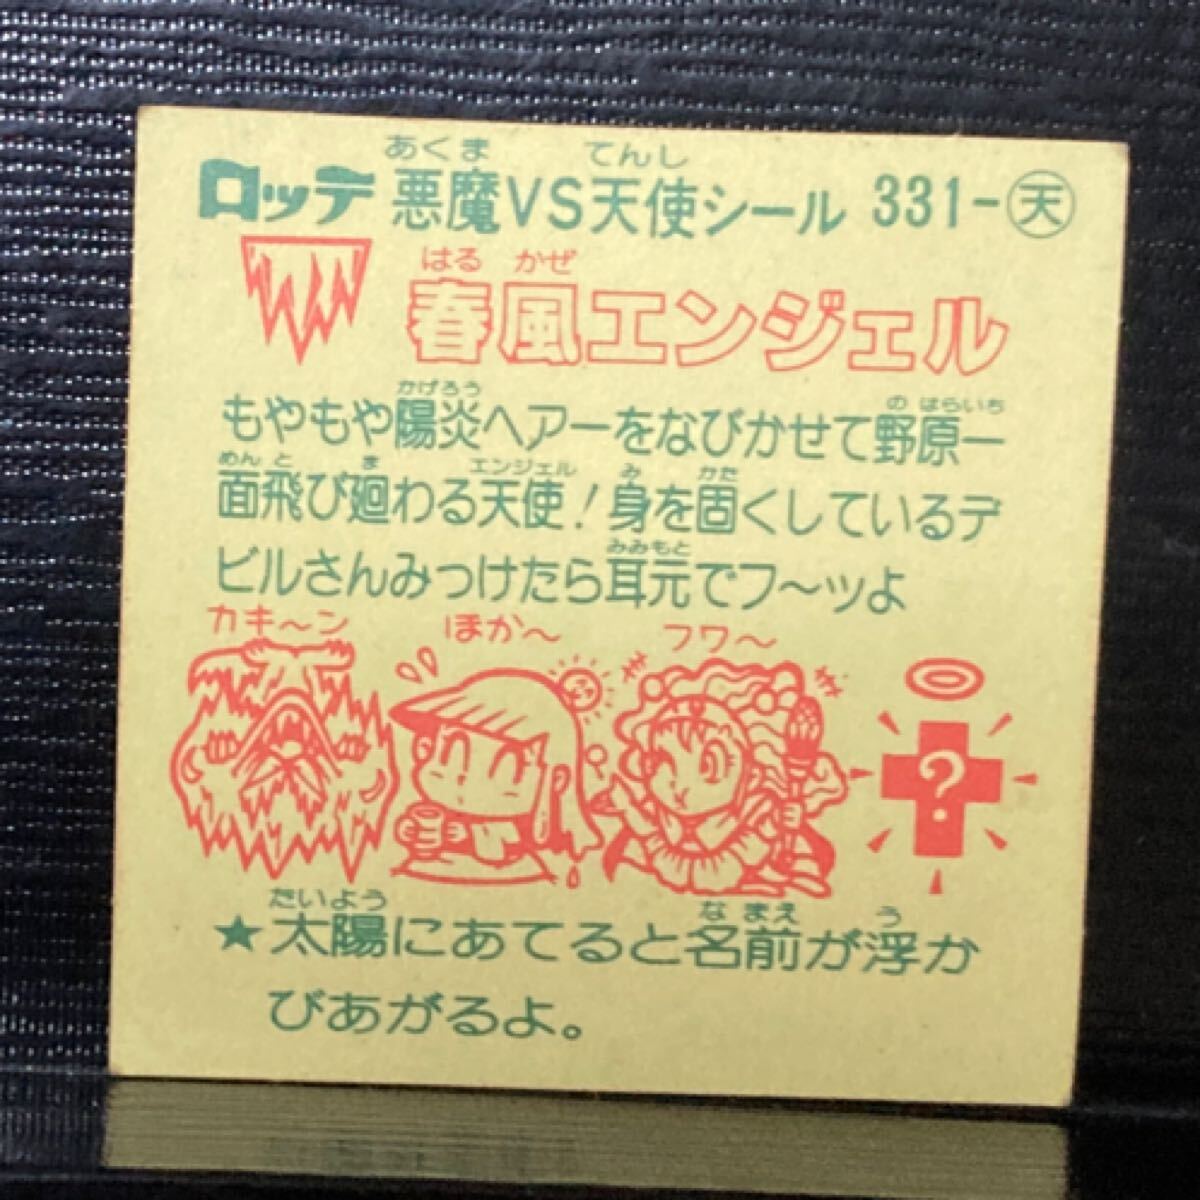 あくま てんし
ロッテ 悪魔VS天使シール 331-天
はる かぜ
春風エンジェル
かげろう の はらいち
もやもや陽炎ヘアーをなびかせて野原一
めんと ま エンジェル み かた
面飛び廻わる天使!身を固くしているデ
みみもと
ビルさんみつけたら耳元でフ〜ッよ
カキ〜ン ほか〜 フワ〜
?
たいよう な まえ う
★太陽にあてると名前が浮か
びあがるよ。